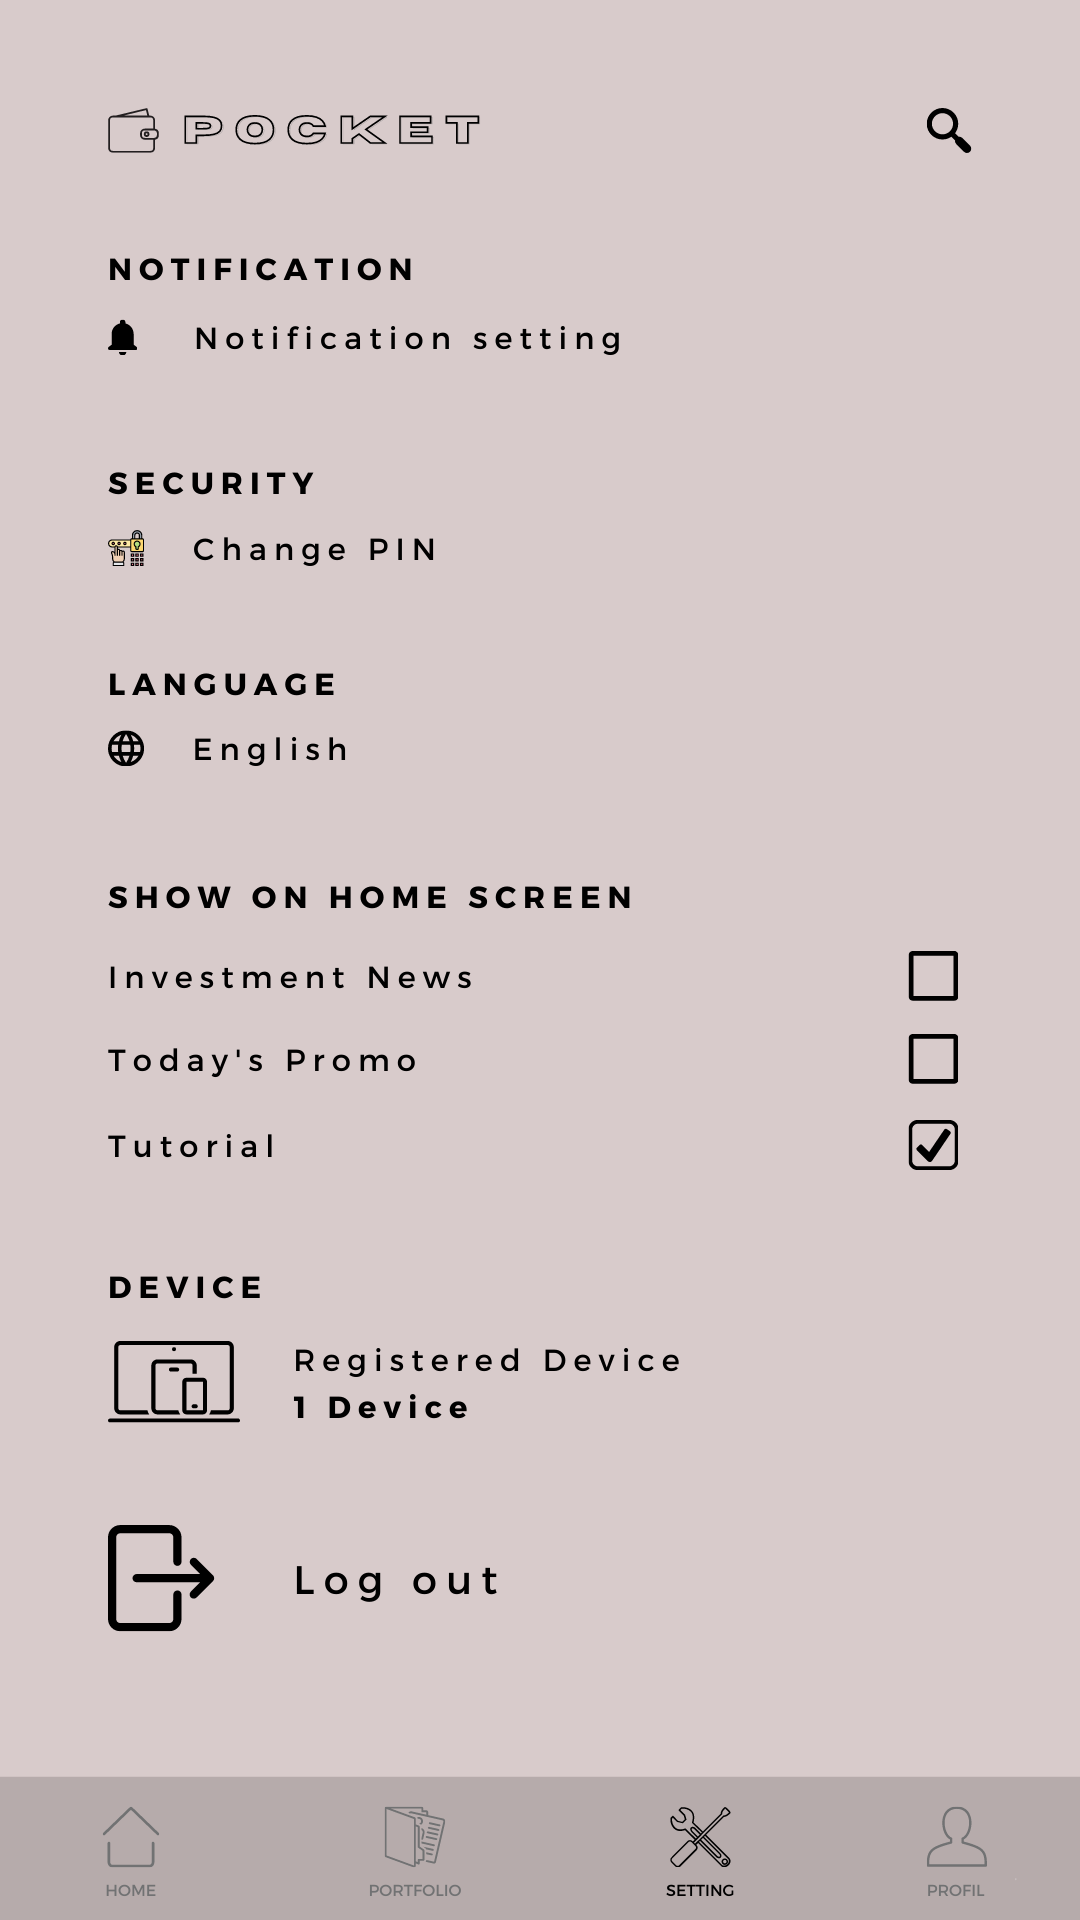 POCKET
NOTIFICATION
Notification setting
SECURITY
Change PIN
LANGUAGE
English
SHOW ON HOME SCREEN
Investment News
Today's Promo
Tutorial
DEVICE
Registered Device
1 Device
Log out
HOME PORTFOLIO SETTING PROFIL